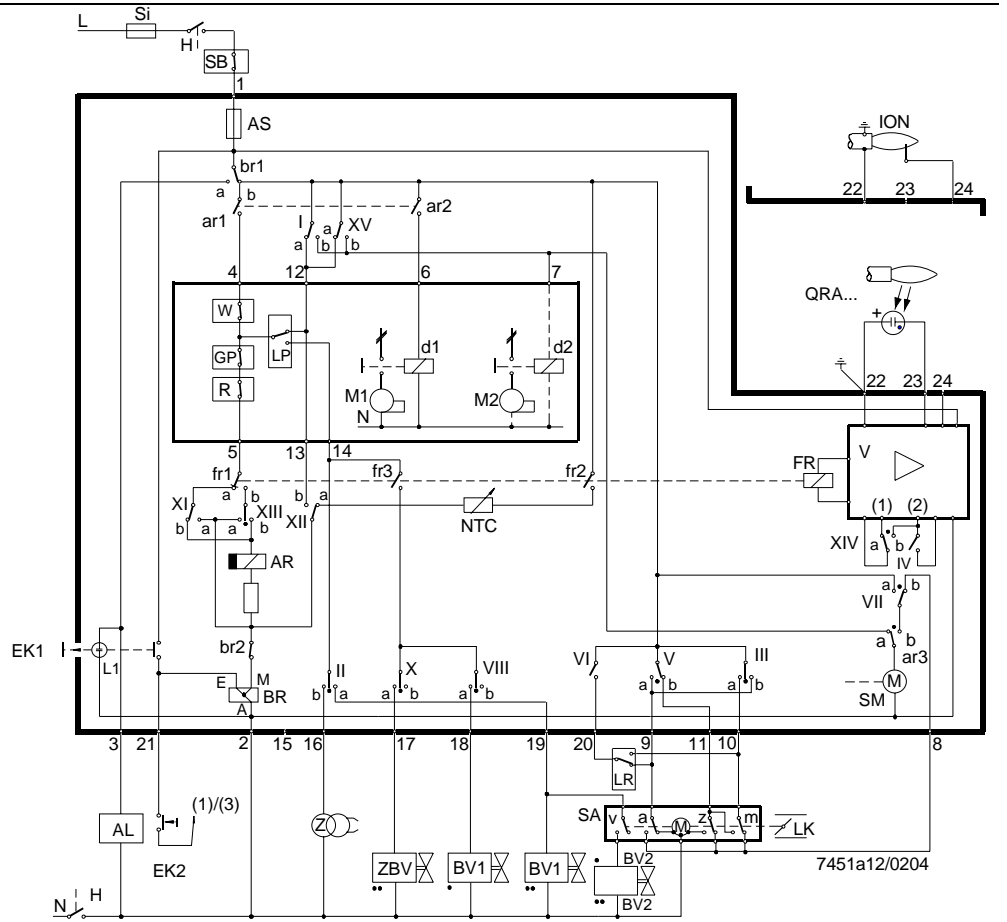 L
Si
H
SB
1
AS
ION
22 23 24
br1
a b
ar1
ar2
I
XV
a b a b
4 12 6 7
QRA...
+
W
GP
LP
R
d1
d2
M1
M2
N
22 23 24
V
5 13 14
fr1
fr3
fr2
FR
a b
b a
XI
XIII
XII
b a a b
NTC
(1) (2)
XIV
a b
IV
AR
a b
VII
EK1
L1
br2
a b
ar3
E M
BR
A
II
X
VIII
VI
V
III
M
SM
b a b a b a a b a b
3 21 2 15 16 17 18 19 20 9 11 10 8
LR
(1)/(3)
SA
v a M z m
LK
AL
Z
EK2
ZBV
BV1
BV1
BV2
BV2
7451a12/0204
N
H